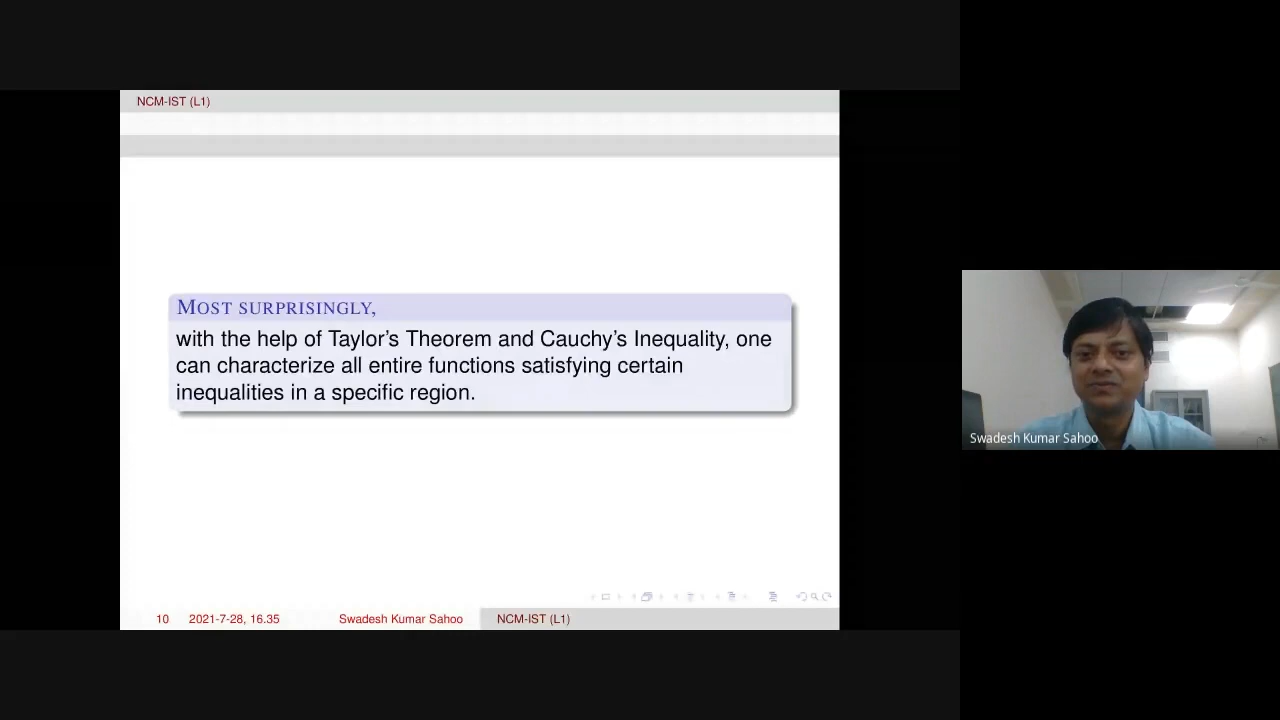 NCM-IST (L1)
MOST SURPRISINGLY,
with the help of Taylor's Theorem and Cauchy's Inequality, one
can characterize all entire functions satisfying certain
inequalities in a specific region.
Swadesh Kumar Sahoo
10 2021-7-28, 16.35 Swadesh Kumar Sahoo NCM-IST (L1)